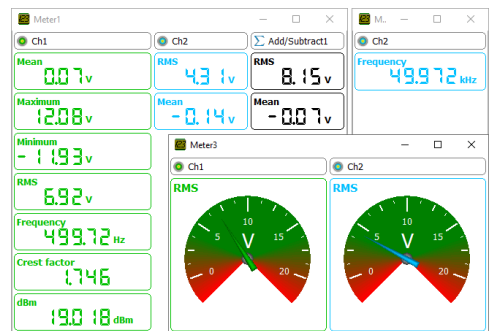 Meter1
Ch1
Ch2
Add/Subtract1
Mean
0.07 v
RMS
4.31 v
RMS
8.15 v
Maximum
12.08 v
Mean
-0.14 v
Mean
-0.07 v
Minimum
-11.93 v
RMS
6.92 v
Frequency
499.72 Hz
Crest factor
1.746
dBm
19.018 dBm
M..
Ch2
Frequency
49.972 kHz
Meter3
Ch1
Ch2
RMS
0
5
10
15
20
V
RMS
0
5
10
15
20
V